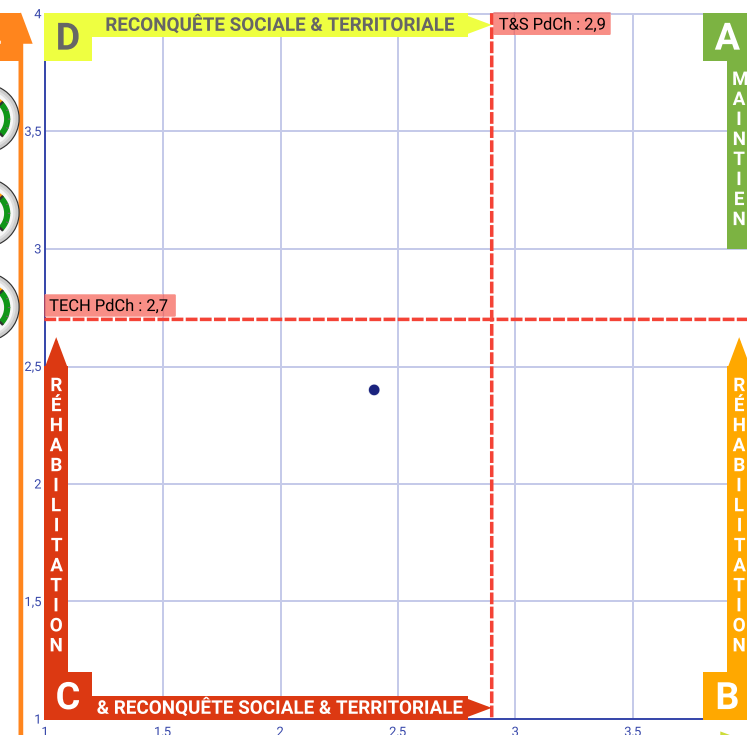 4
D
RECONQUÊTE SOCIALE & TERRITORIALE
T&S PdCh : 2,9
A
MAINTIEN
3,5
3
TECH PdCh : 2,7
2,5
RÉHABILITATION
RÉHABILITATION
2
1,5
C
& RECONQUÊTE SOCIALE & TERRITORIALE
B
1
1
1.5
2
2.5
3
3.5